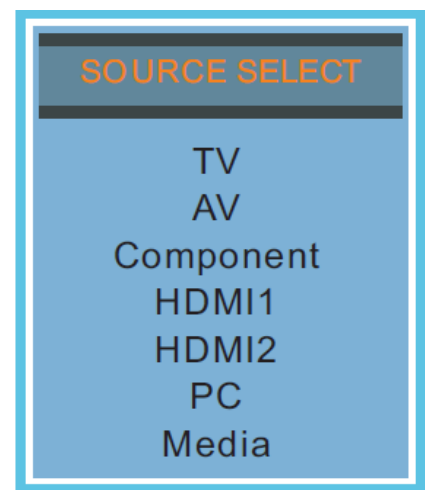 SOURCE SELECT
TV
AV
Component
HDMI1
HDMI2
PC
Media